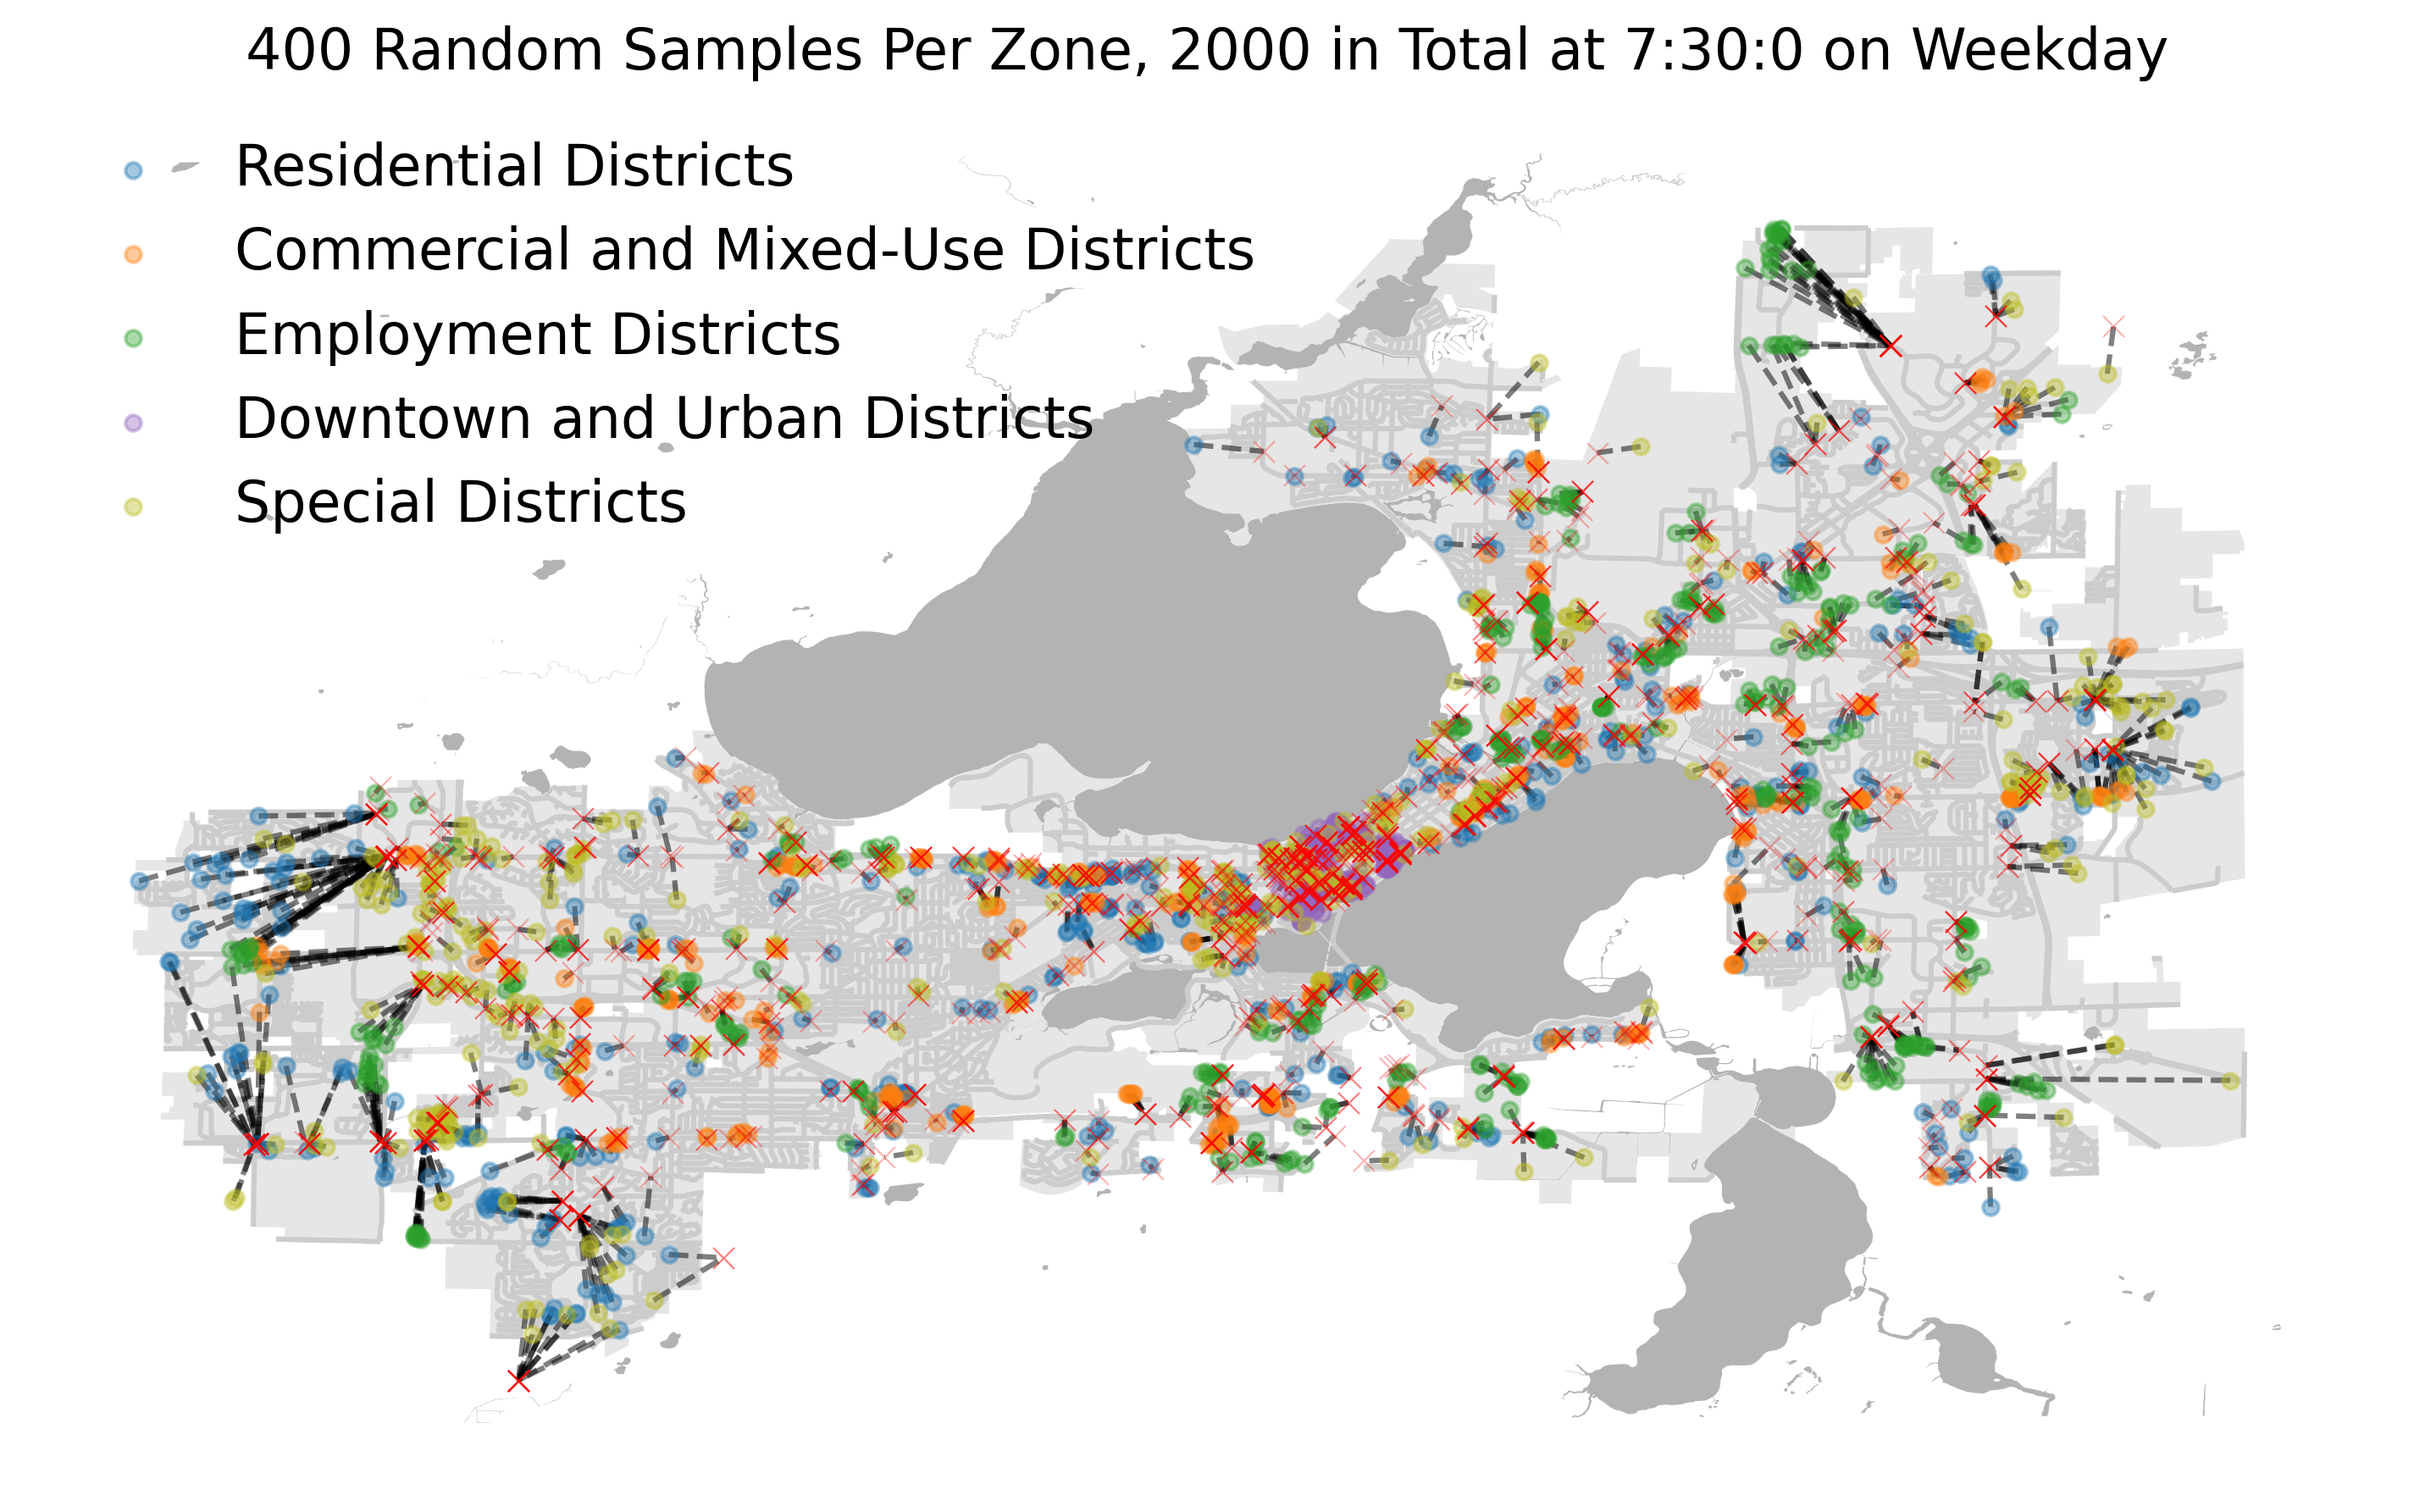 400 Random Samples Per Zone, 2000 in Total at 7:30:0 on Weekday
Residential Districts
Commercial and Mixed-Use Districts
Employment Districts
Downtown and Urban Districts
Special Districts